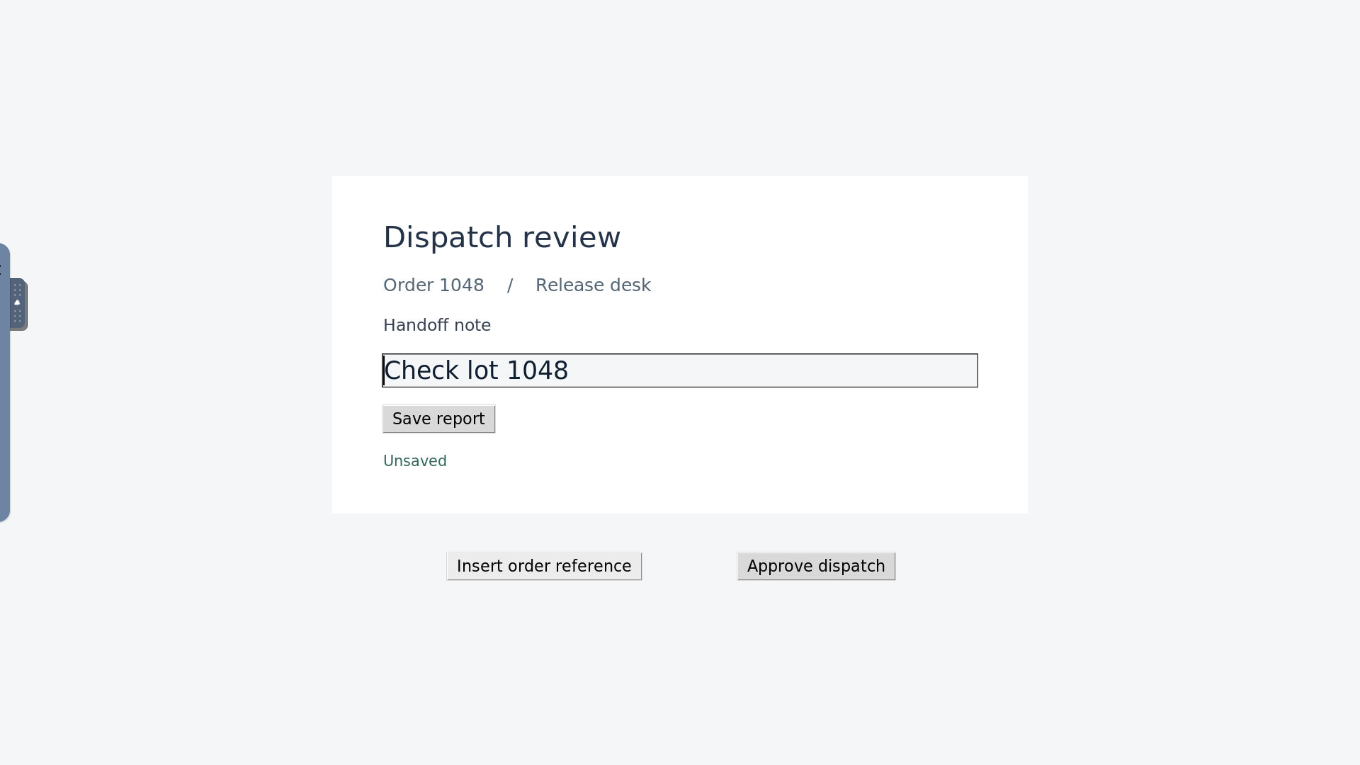 Dispatch review
Order 1048 / Release desk
Handoff note
Check lot 1048
Save report
Unsaved
Insert order reference
Approve dispatch